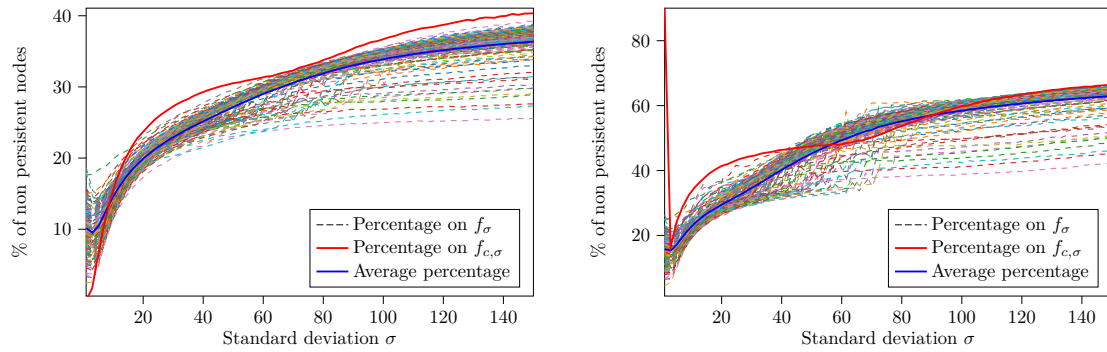 40
30
20
10
% of non persistent nodes
20 40 60 80 100 120 140
Standard deviation σ
Percentage on f_σ
Percentage on f_{c,σ}
Average percentage
80
60
40
20
% of non persistent nodes
20 40 60 80 100 120 140
Standard deviation σ
Percentage on f_σ
Percentage on f_{c,σ}
Average percentage